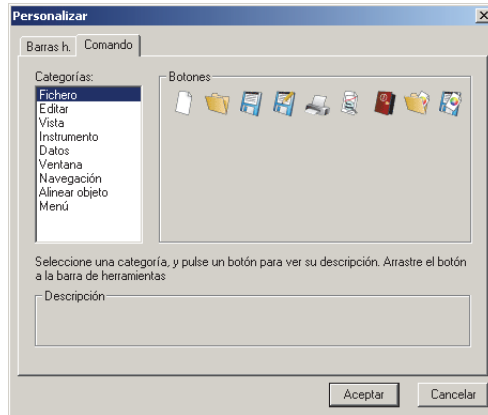 Personalizar
Barras h.
Comando
Categorías:
Botones
Fichero
Editar
Vista
Instrumento
Datos
Ventana
Navegación
Alinear objeto
Menú
Seleccione una categoría, y pulse un botón para ver su descripción. Arrastre el botón
a la barra de herramientas
Descripción
Aceptar
Cancelar